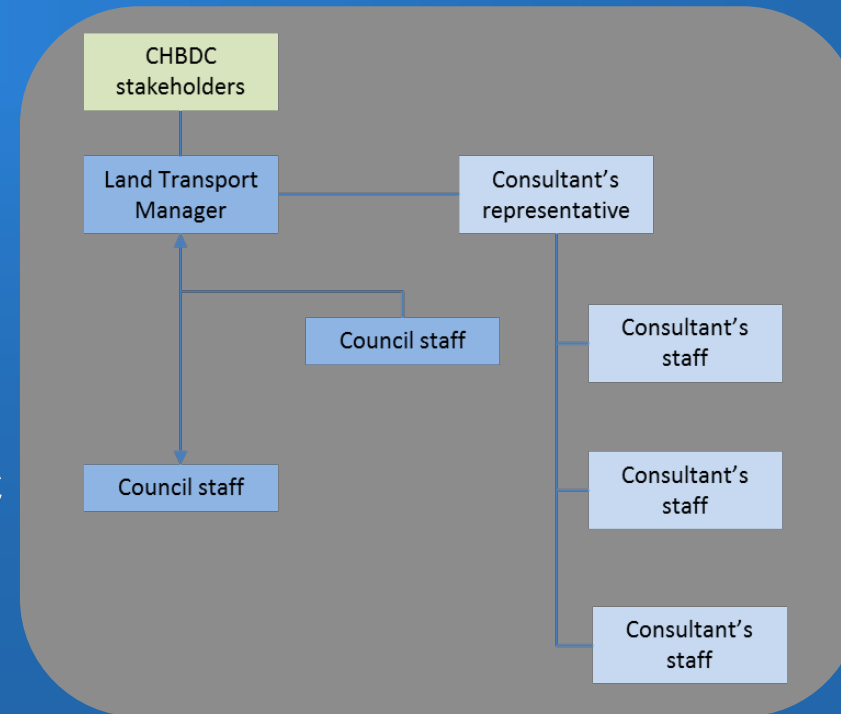 CHBDC
stakeholders
Land Transport
Manager
Consultant's
representative
Council staff
Consultant's
staff
Council staff
Consultant's
staff
Consultant's
staff